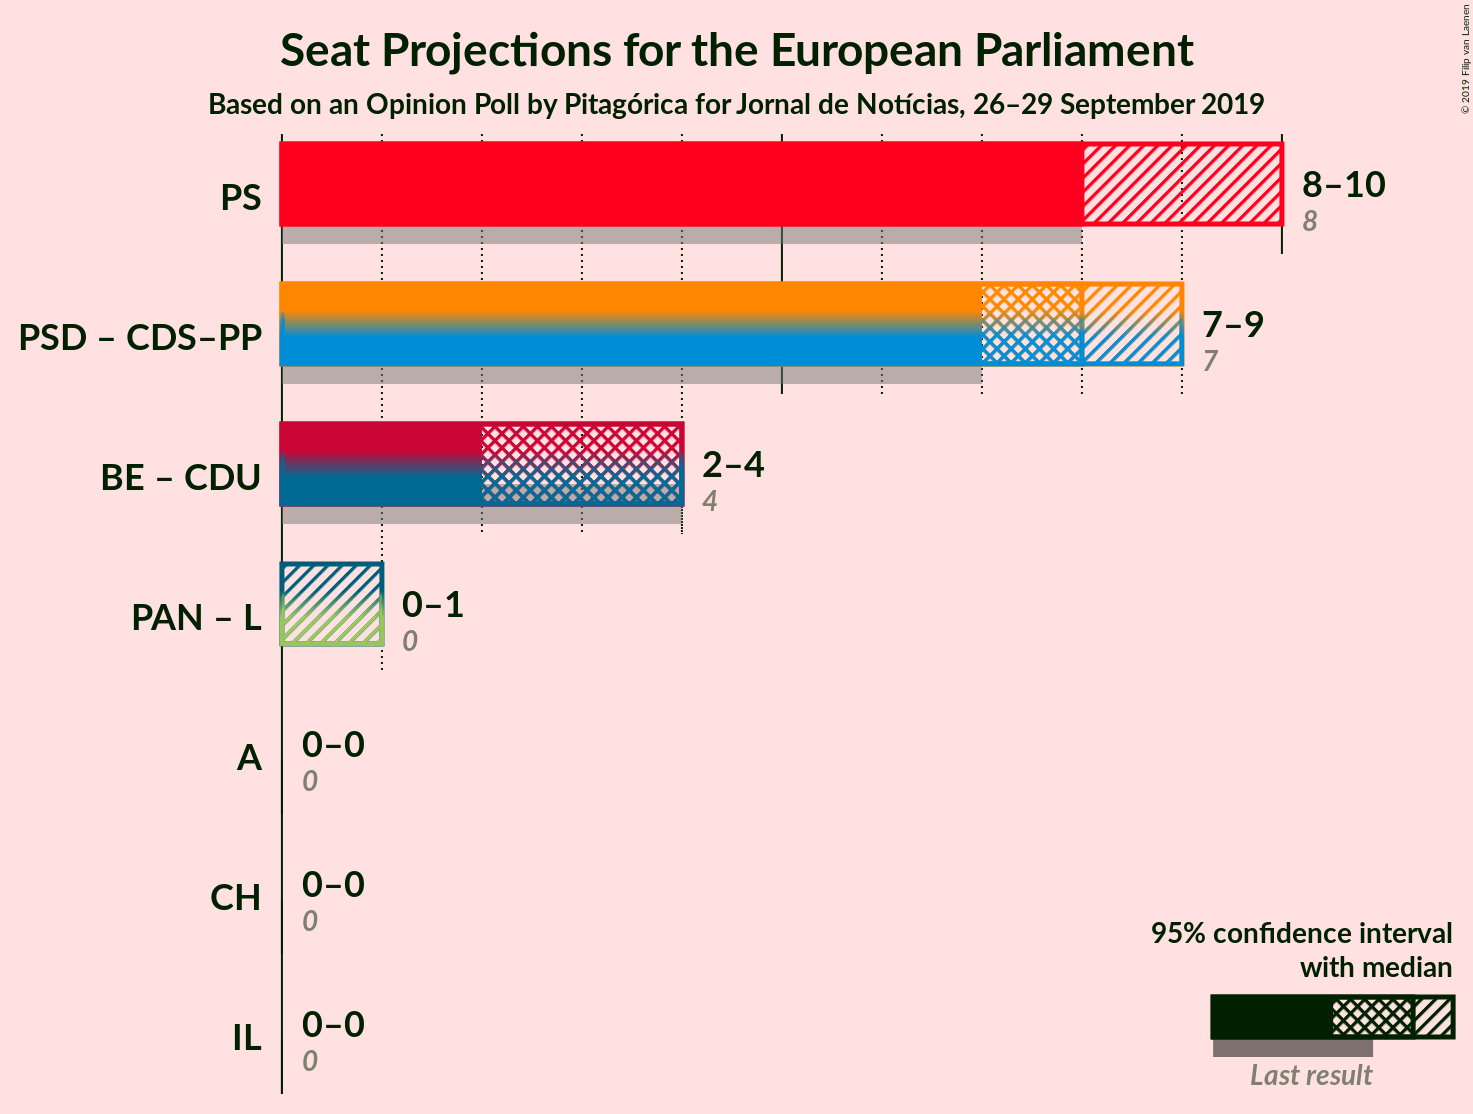 Seat Projections for the European Parliament
Based on an Opinion Poll by Pitagórica for Jornal de Notícias, 26–29 September 2019
© 2019 Filip van Laenen
PS
8–10
8
PSD – CDS–PP
7–9
7
BE – CDU
2–4
4
PAN – L
0–1
0
A
0–0
0
CH
0–0
0
IL
0–0
0
95% confidence interval
with median
Last result